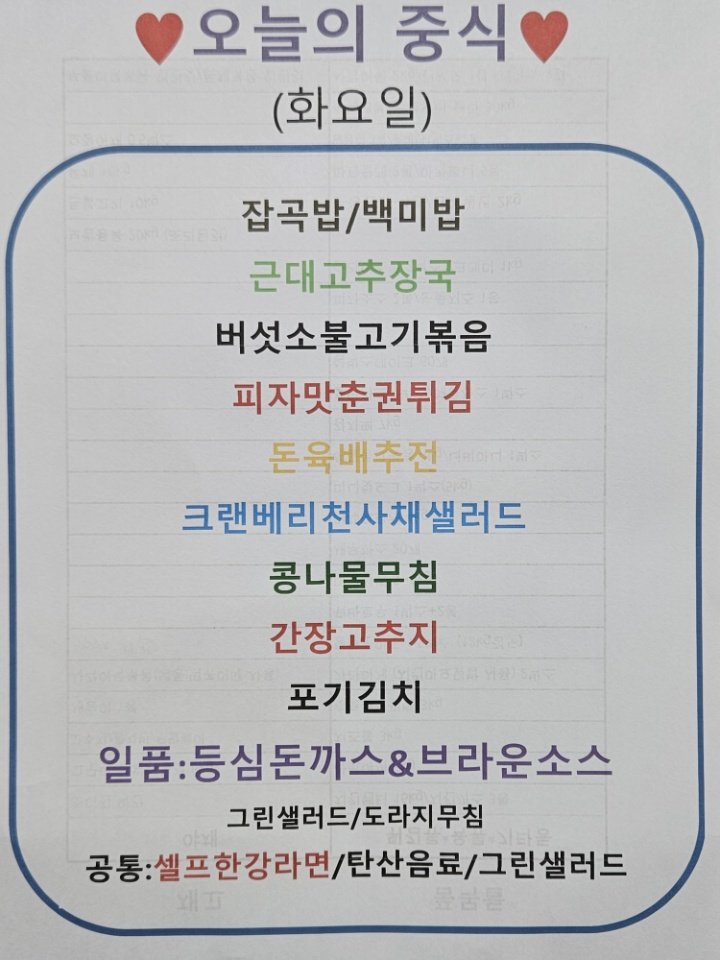 ♥오늘의 중식♥
(화요일)
잡곡밥/백미밥
근대고추장국
버섯소불고기볶음
피자맛춘권튀김
돈육배추전
크랜베리천사채샐러드
콩나물무침
간장고추지
포기김치
일품:등심돈까스&브라운소스
그린샐러드/도라지무침
공통:셀프한강라면/탄산음료/그린샐러드